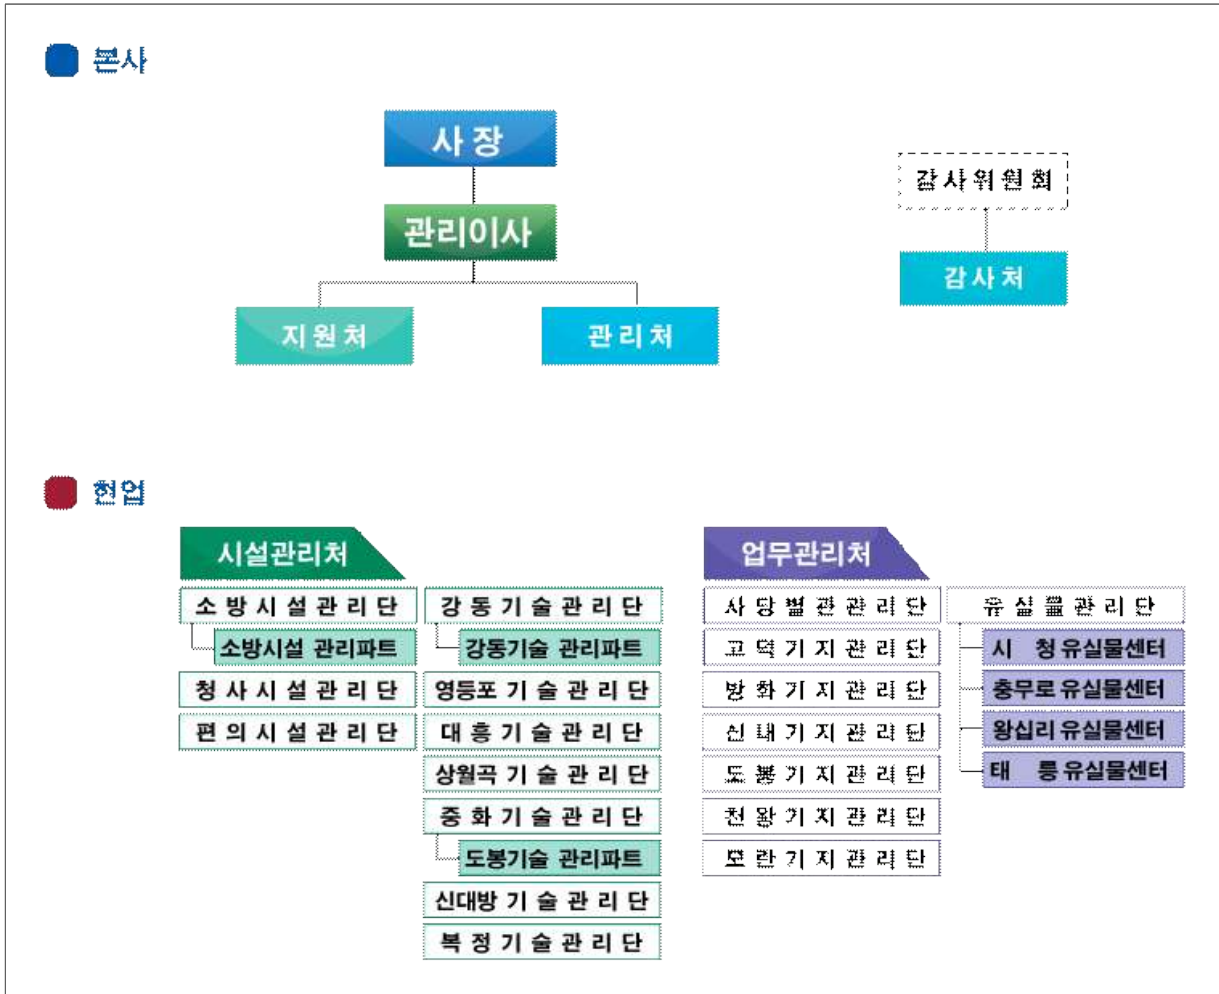 본사
사장
관리이사
지원처
관리처
감사위원회
감사처
현업
시설관리처
소방시설관리단
소방시설 관리파트
청사시설관리단
편의시설관리단
강동기술관리단
강동기술 관리파트
영등포기술관리단
대흥기술관리단
상월곡기술관리단
중화기술관리단
도봉기술 관리파트
신대방기술관리단
복정기술관리단
업무관리처
사당별관관리단
고덕기지관리단
방화기지관리단
신내기지관리단
도봉기지관리단
천왕기지관리단
모란기지관리단
유실물관리단
시 청유실물센터
충무로유실물센터
왕십리유실물센터
태 릉유실물센터